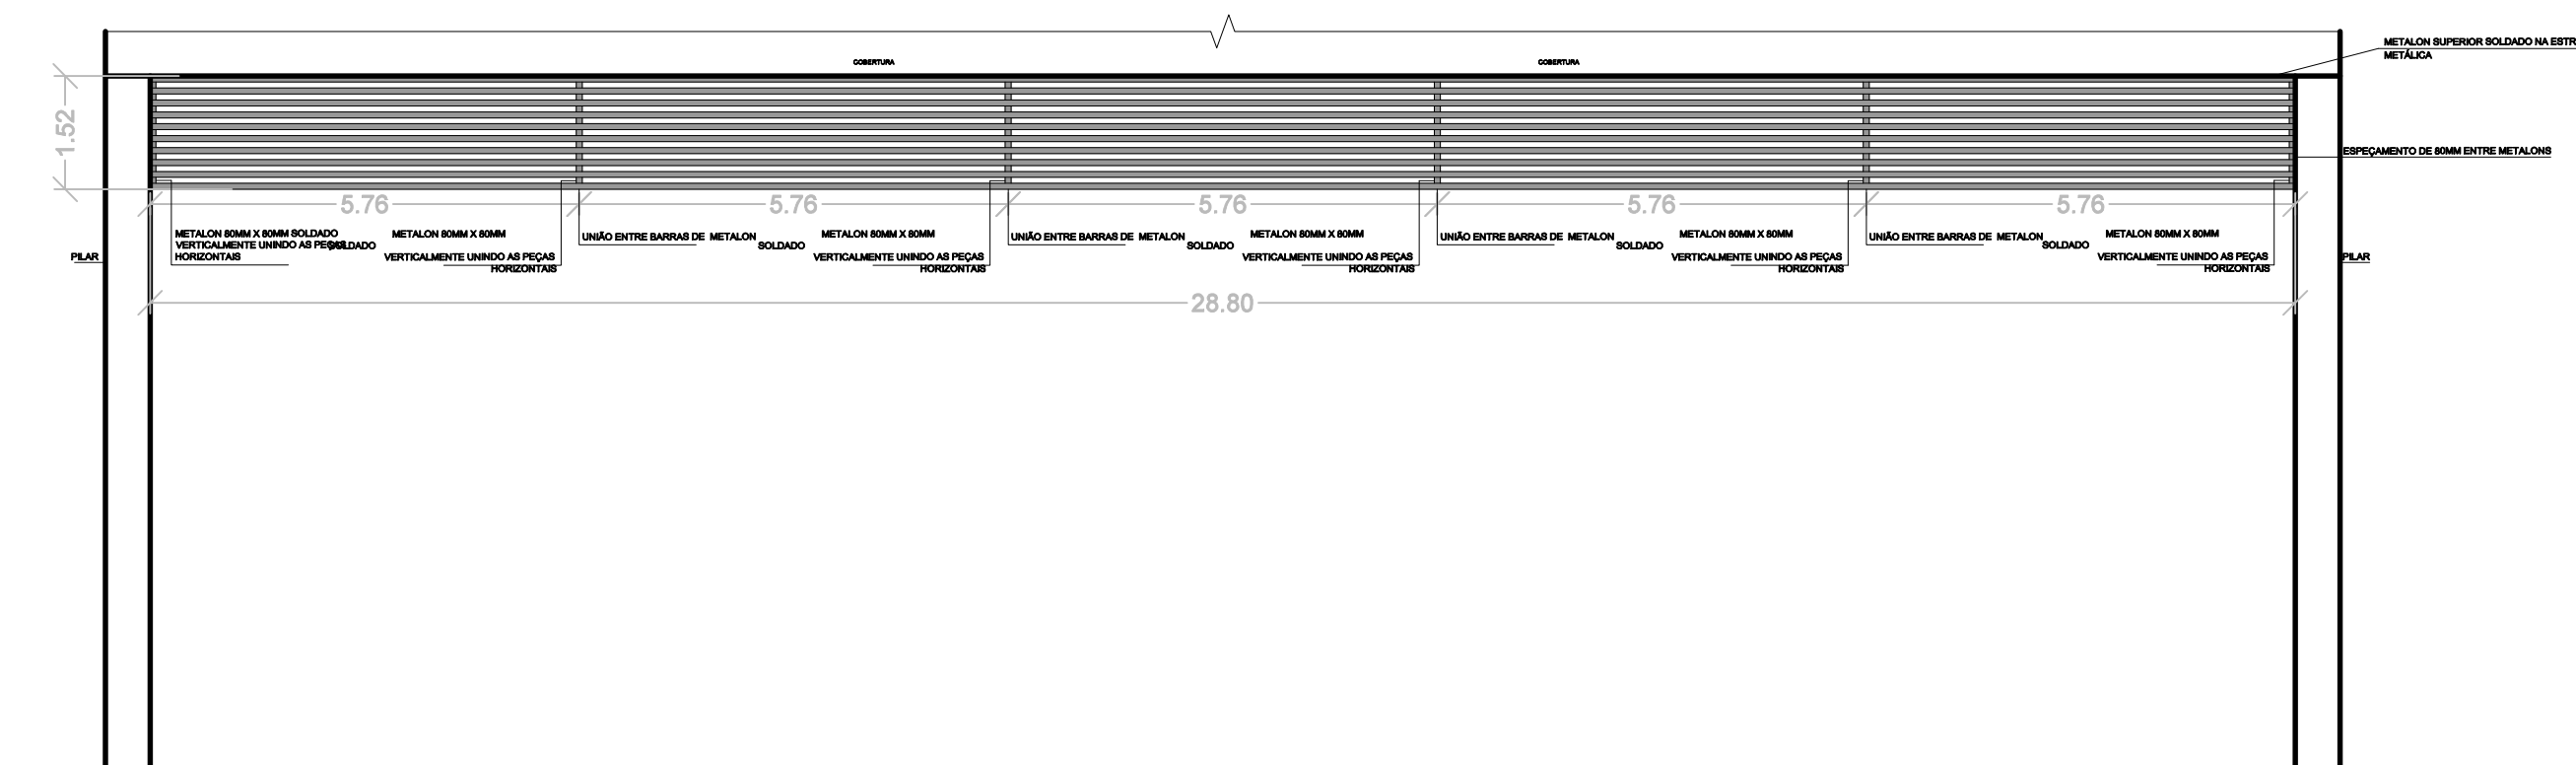 COBERTURA
COBERTURA
METALON SUPERIOR SOLDADO NA ESTR
METÁLICA
1.52
ESPEÇAMENTO DE 80MM ENTRE METALONS
5.76
5.76
5.76
5.76
5.76
METALON 80MM X 80MM SOLDADO
VERTICALMENTE UNINDO AS PEÇAS
HORIZONTAIS
SOLDADO
METALON 80MM X 80MM
VERTICALMENTE UNINDO AS PEÇAS
HORIZONTAIS
UNIÃO ENTRE BARRAS DE METALON
SOLDADO
METALON 80MM X 80MM
VERTICALMENTE UNINDO AS PEÇAS
HORIZONTAIS
UNIÃO ENTRE BARRAS DE METALON
SOLDADO
METALON 80MM X 80MM
VERTICALMENTE UNINDO AS PEÇAS
HORIZONTAIS
UNIÃO ENTRE BARRAS DE METALON
SOLDADO
METALON 80MM X 80MM
VERTICALMENTE UNINDO AS PEÇAS
HORIZONTAIS
UNIÃO ENTRE BARRAS DE METALON
SOLDADO
METALON 80MM X 80MM
VERTICALMENTE UNINDO AS PEÇAS
HORIZONTAIS
PILAR
PILAR
28.80